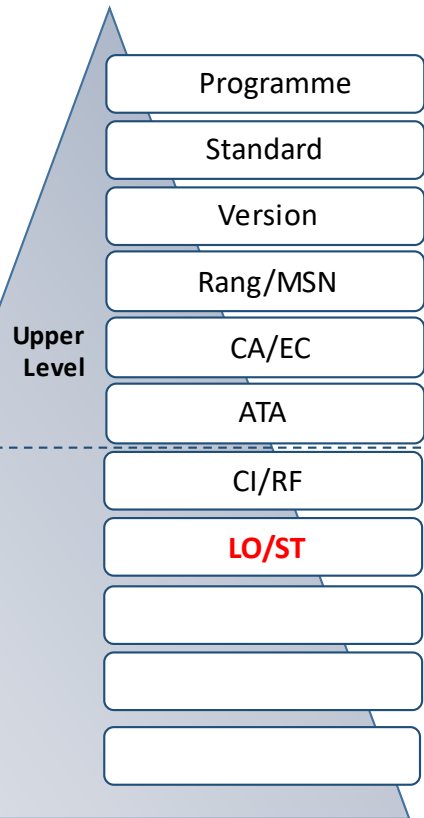 Programme
Standard
Version
Rang/MSN
Upper
Level
CA/EC
ATA
CI/RF
LO/ST